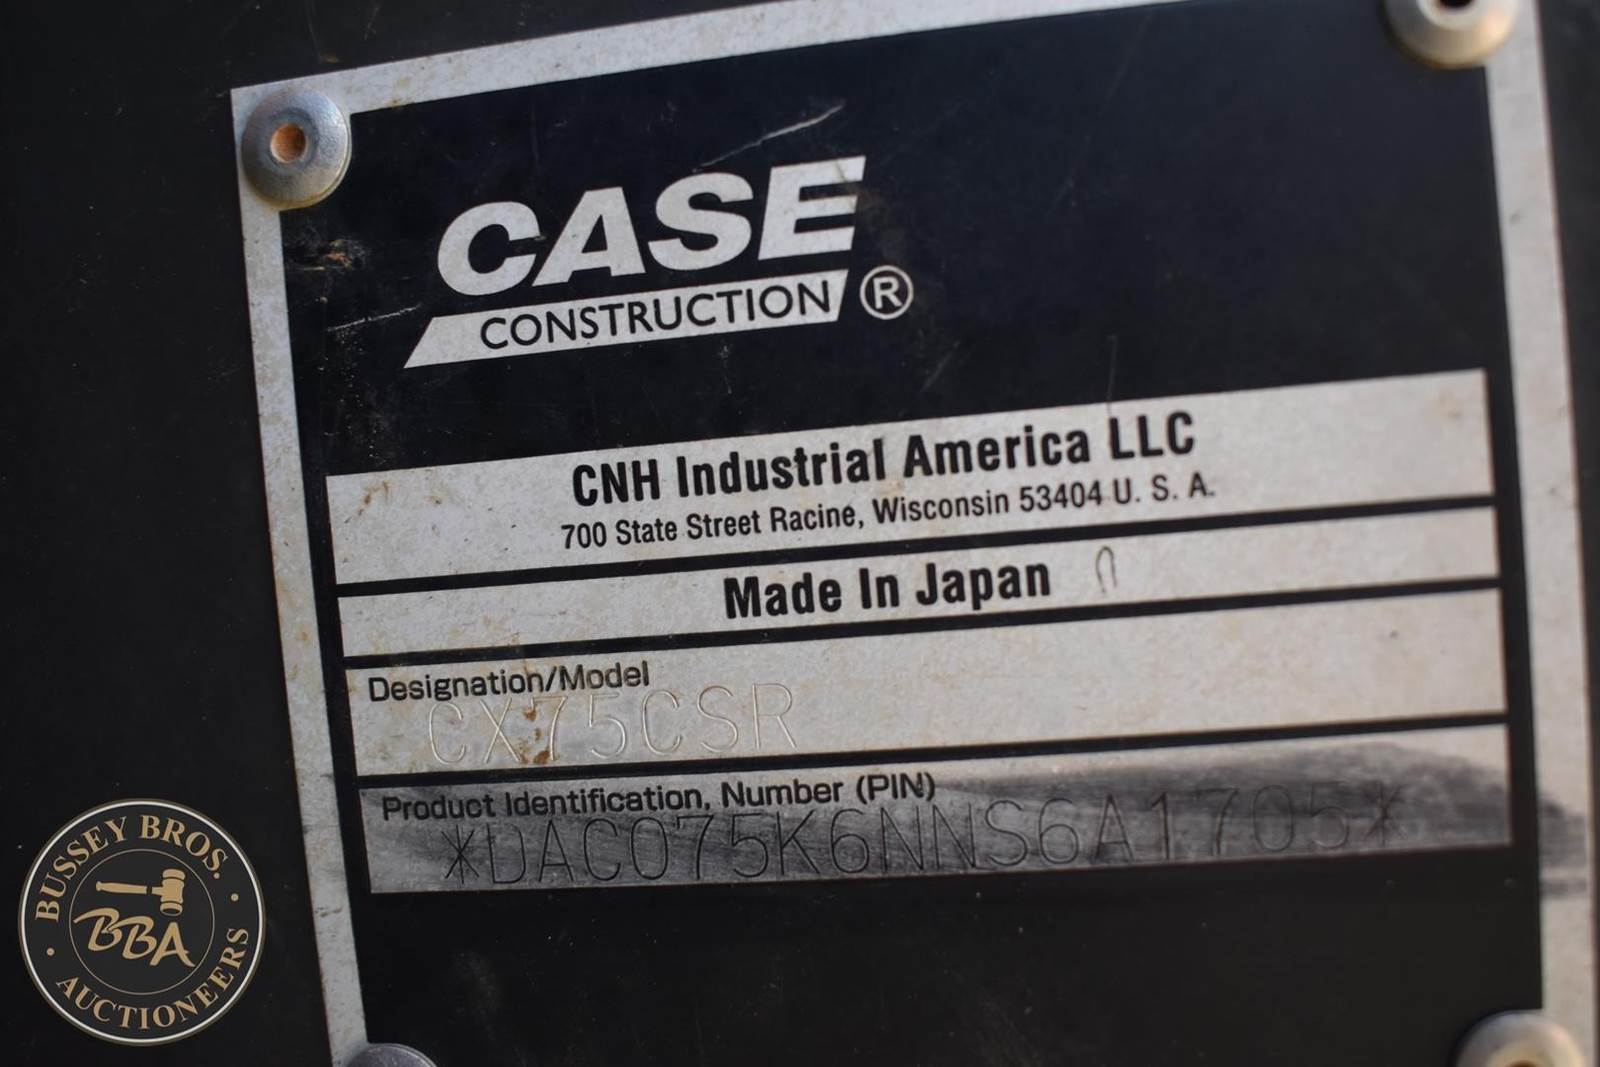 CASE
CONSTRUCTION ®
CNH Industrial America LLC
700 State Street Racine, Wisconsin 53404 U. S. A.
Made In Japan
Designation/Model
CX75CSR
Product Identification, Number (PIN)
*DAC075K6NNS6A1705*
BUSSEY BROS.
BBA
AUCTIONEERS